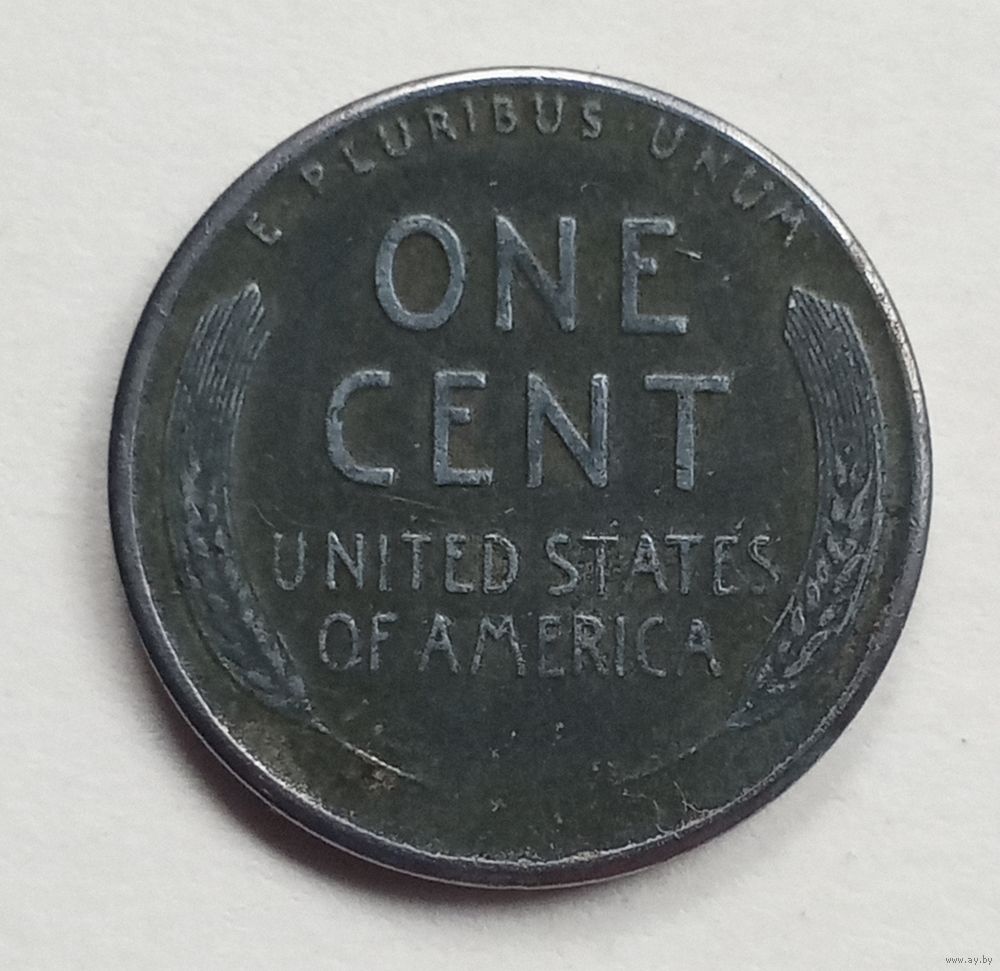 E · PLURIBUS · UNUM
ONE
CENT
UNITED STATES
OF AMERICA
www.ay.by